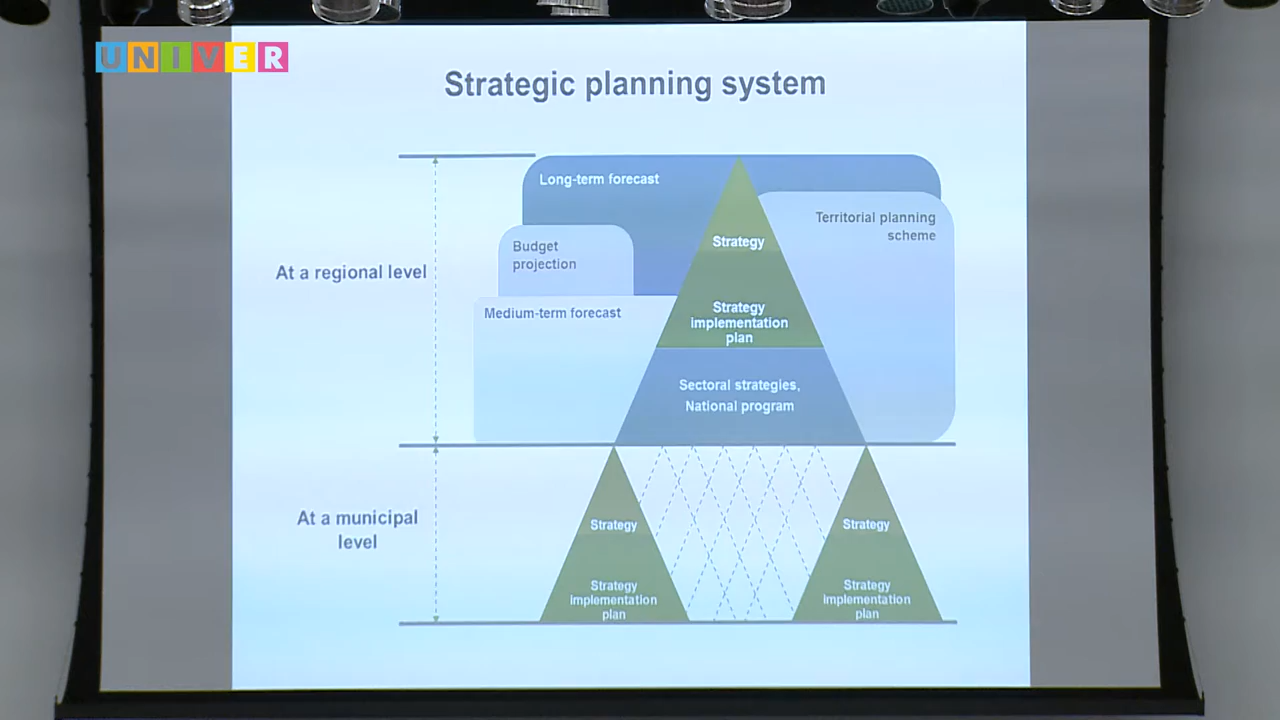 UNIVER
Strategic planning system
Long-term forecast
Territorial planning
scheme
Strategy
Budget
projection
At a regional level
Strategy
implementation
plan
Medium-term forecast
Sectoral strategies,
National program
At a municipal
level
Strategy
Strategy
implementation
plan
Strategy
Strategy
implementation
plan